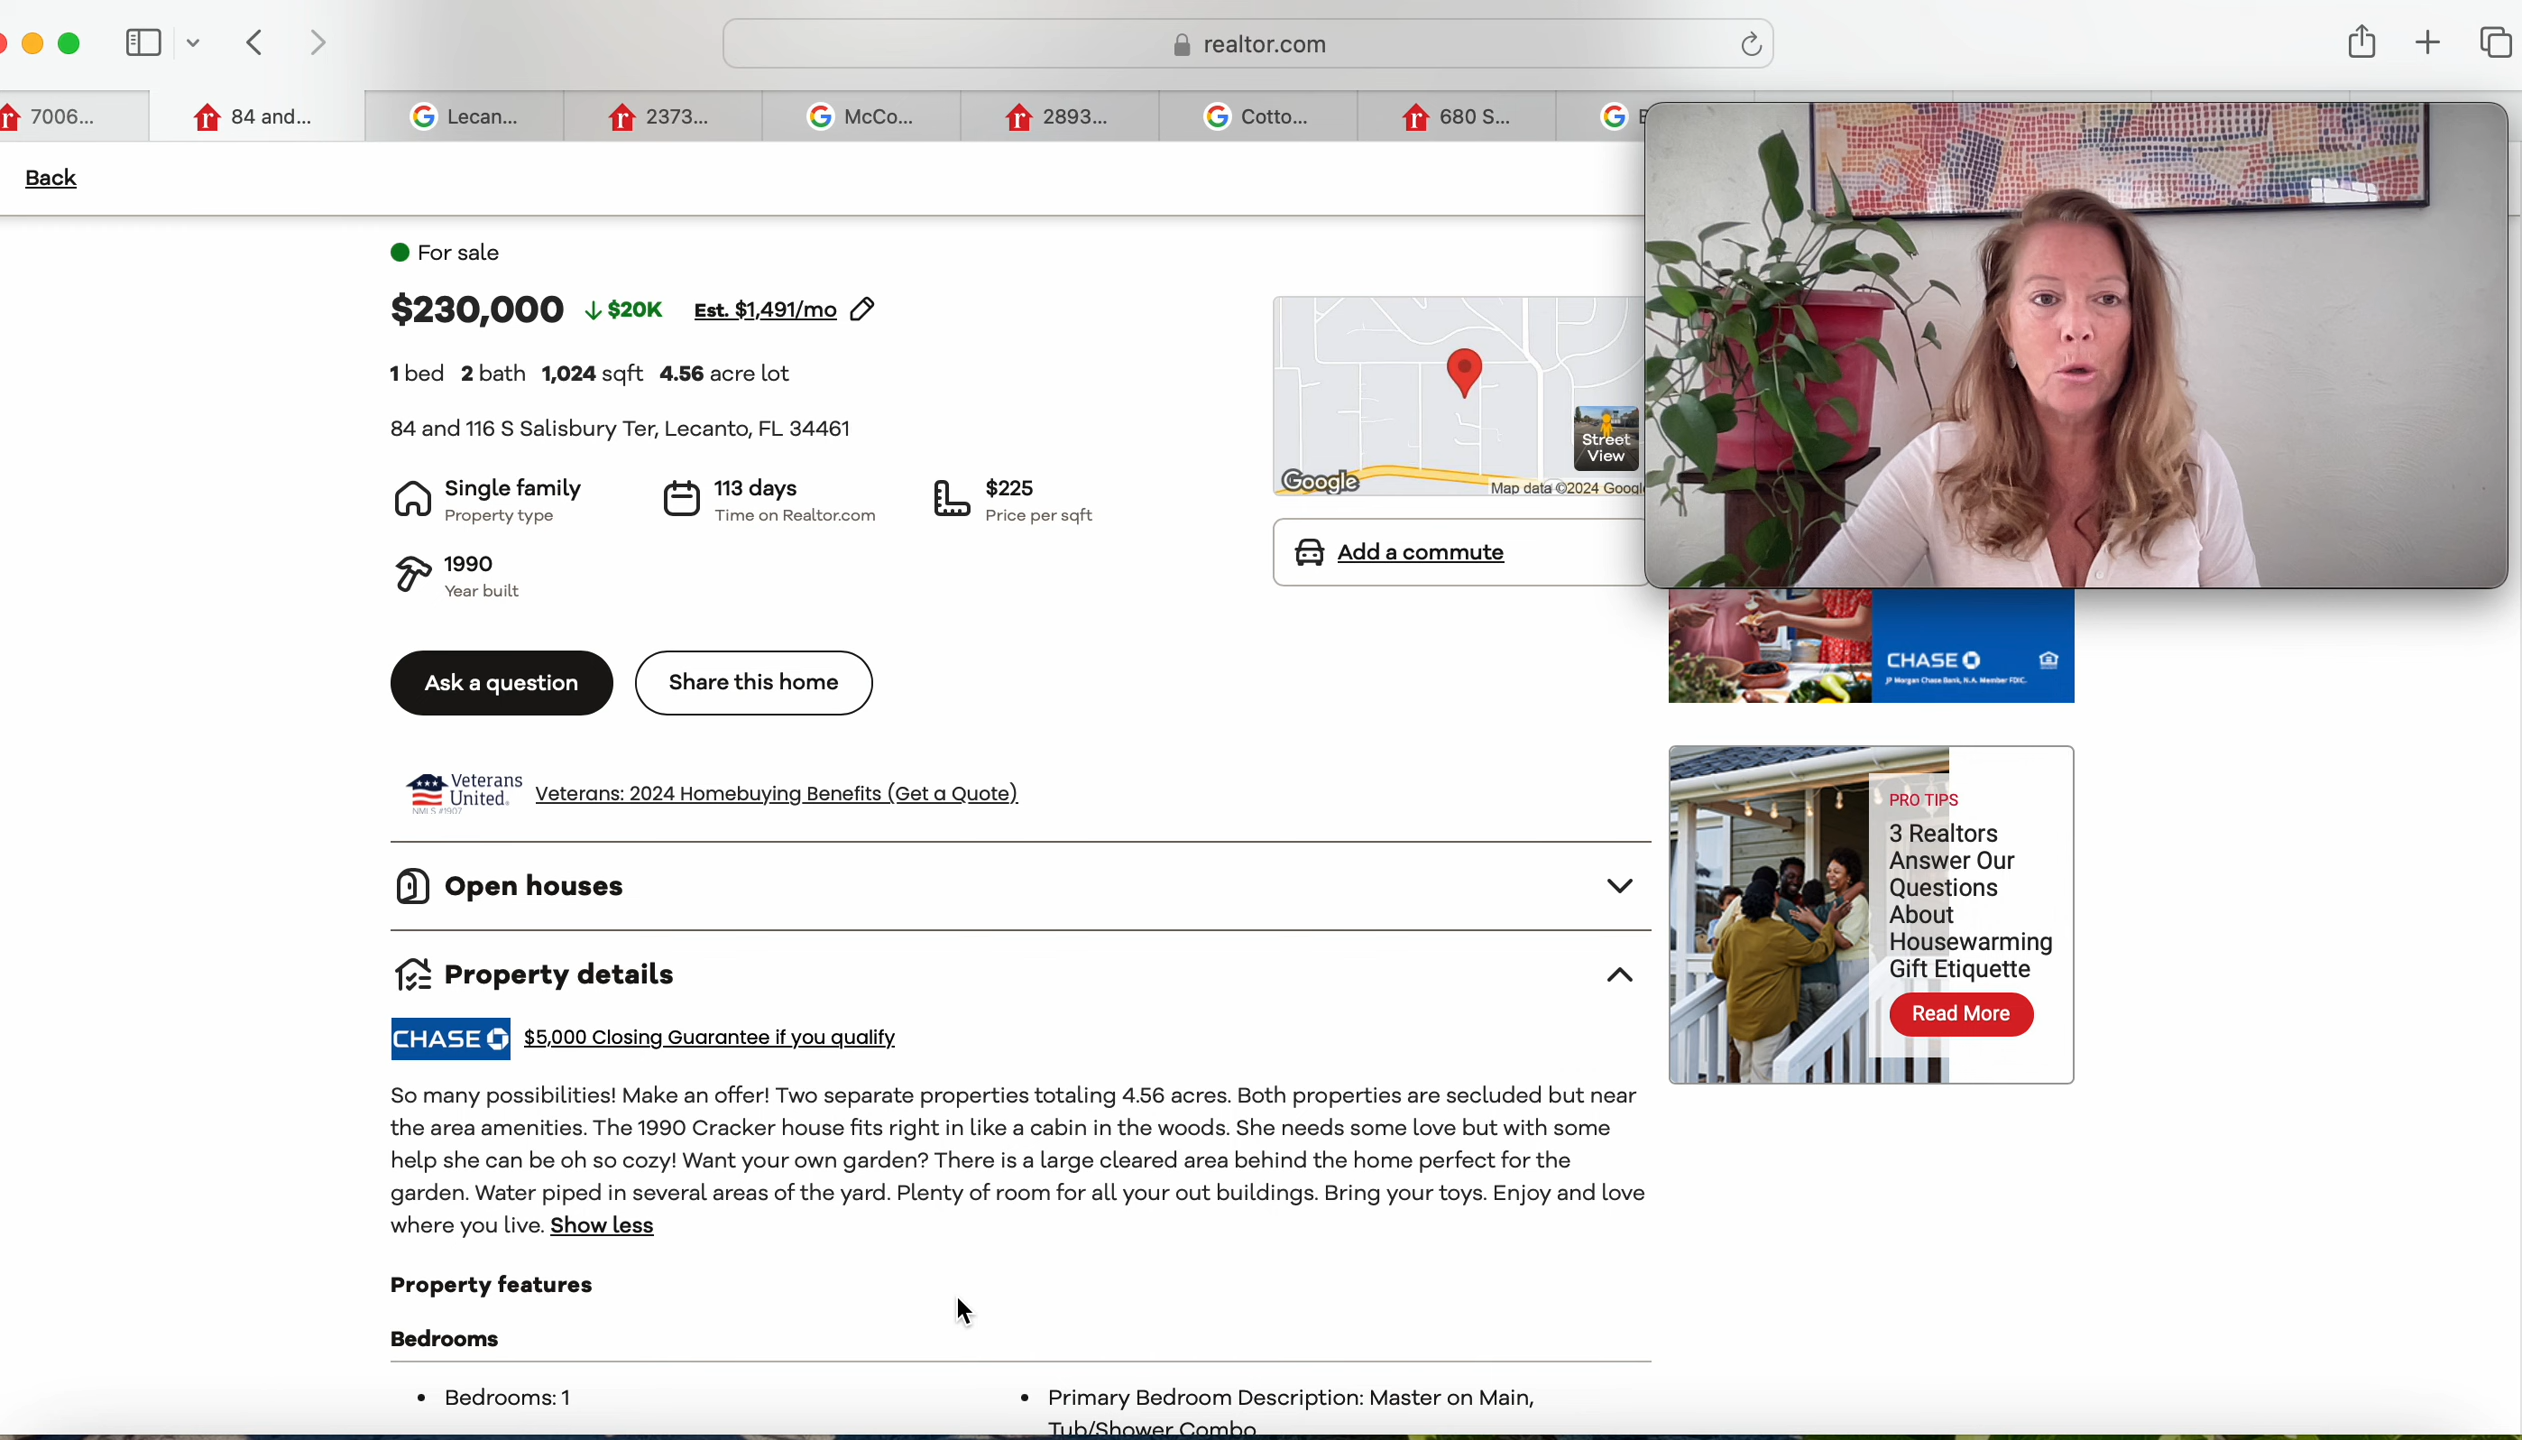 realtor.com
7006...
84 and...
Lecan...
2373...
McCo...
2893...
Cotto...
680 S...
Back
For sale
$230,000 ↓ $20K Est. $1,491/mo
1 bed 2 bath 1,024 sqft 4.56 acre lot
84 and 116 S Salisbury Ter, Lecanto, FL 34461
Single family
Property type
113 days
Time on Realtor.com
$225
Price per sqft
1990
Year built
Street
View
Google
Map data ©2024 Googl
Add a commute
Ask a question
Share this home
CHASE
JP Morgan Chase Bank, N.A. Member FDIC.
Veterans
United.
NMLS #1907
Veterans: 2024 Homebuying Benefits (Get a Quote)
Open houses
Property details
CHASE
$5,000 Closing Guarantee if you qualify
So many possibilities! Make an offer! Two separate properties totaling 4.56 acres. Both properties are secluded but near
the area amenities. The 1990 Cracker house fits right in like a cabin in the woods. She needs some love but with some
help she can be oh so cozy! Want your own garden? There is a large cleared area behind the home perfect for the
garden. Water piped in several areas of the yard. Plenty of room for all your out buildings. Bring your toys. Enjoy and love
where you live. Show less
Property features
Bedrooms
• Bedrooms: 1
• Primary Bedroom Description: Master on Main,
Tub/Shower Combo
PRO TIPS
3 Realtors
Answer Our
Questions
About
Housewarming
Gift Etiquette
Read More